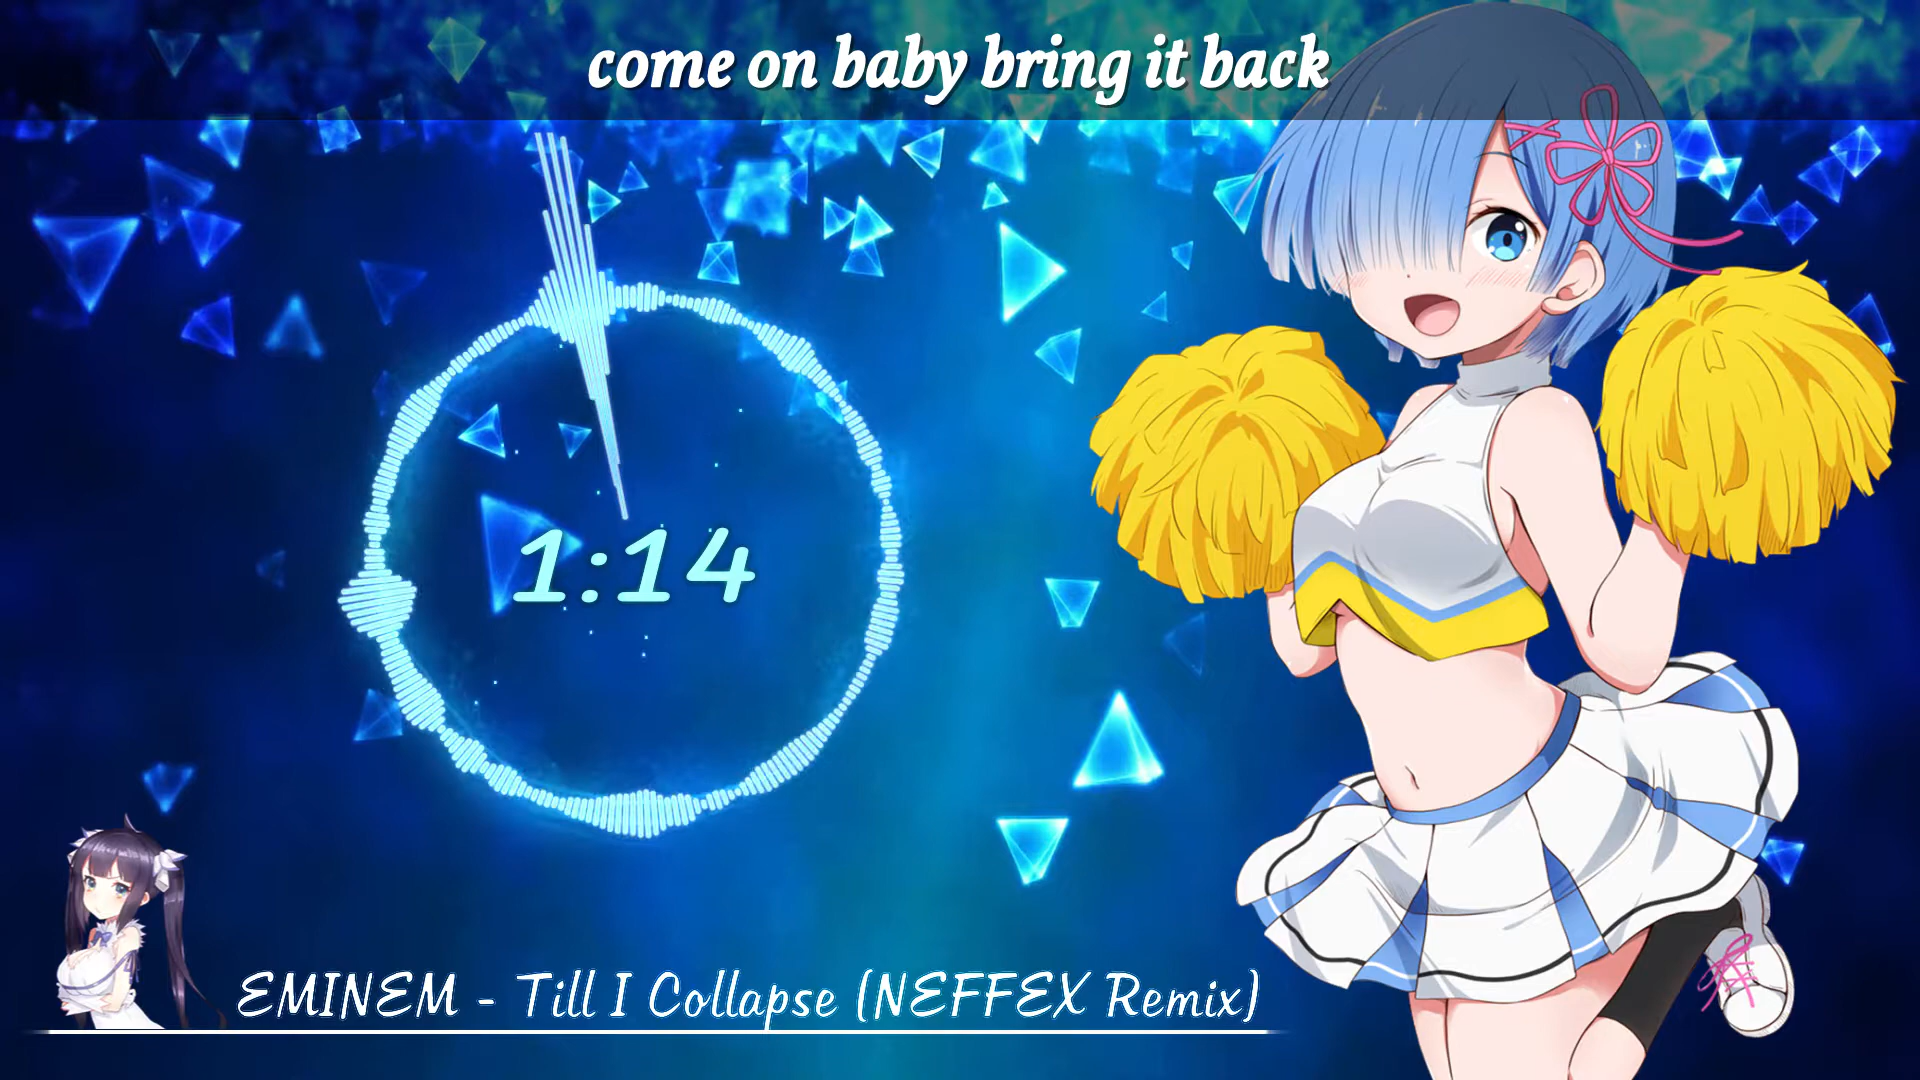 come on baby bring it back
1:14
EMINEM - Till I Collapse (NEFFEX Remix)